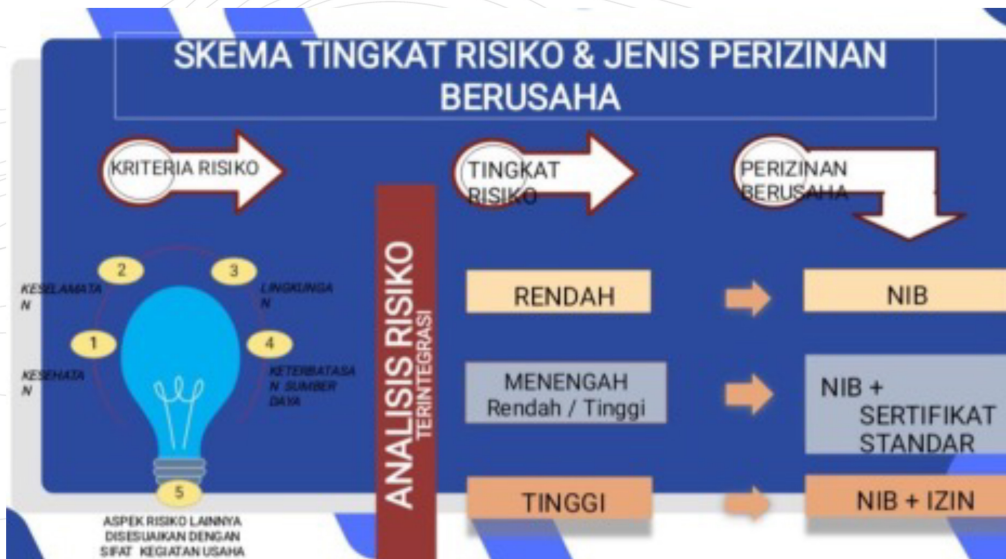 SKEMA TINGKAT RISIKO & JENIS PERIZINAN
BERUSAHA
KRITERIA RISIKO
TINGKAT
RISIKO
PERIZINAN
BERUSAHA
1
KESEHATA
N
2
KESELAMATA
N
3
LINGKUNGA
N
4
KETERBATASA
N SUMBER
DAYA
5
ASPEK RISIKO LAINNYA
DISESUAIKAN DENGAN
SIFAT KEGIATAN USAHA
ANALISIS RISIKO
TERINTEGRASI
RENDAH
NIB
MENENGAH
Rendah / Tinggi
NIB +
SERTIFIKAT
STANDAR
TINGGI
NIB + IZIN